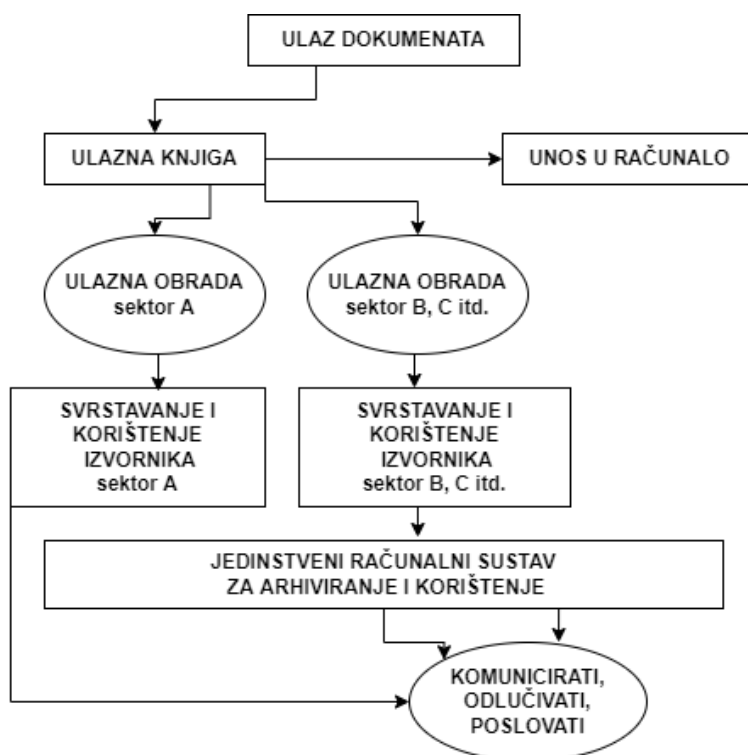 ULAZ DOKUMENATA
ULAZNA KNJIGA
UNOS U RAČUNALO
ULAZNA OBRADA
sektor A
ULAZNA OBRADA
sektor B, C itd.
SVRSTAVANJE I
KORIŠTENJE
IZVORNIKA
sektor A
SVRSTAVANJE I
KORIŠTENJE
IZVORNIKA
sektor B, C itd.
JEDINSTVENI RAČUNALNI SUSTAV
ZA ARHIVIRANJE I KORIŠTENJE
KOMUNICIRATI,
ODLUČIVATI,
POSLOVATI